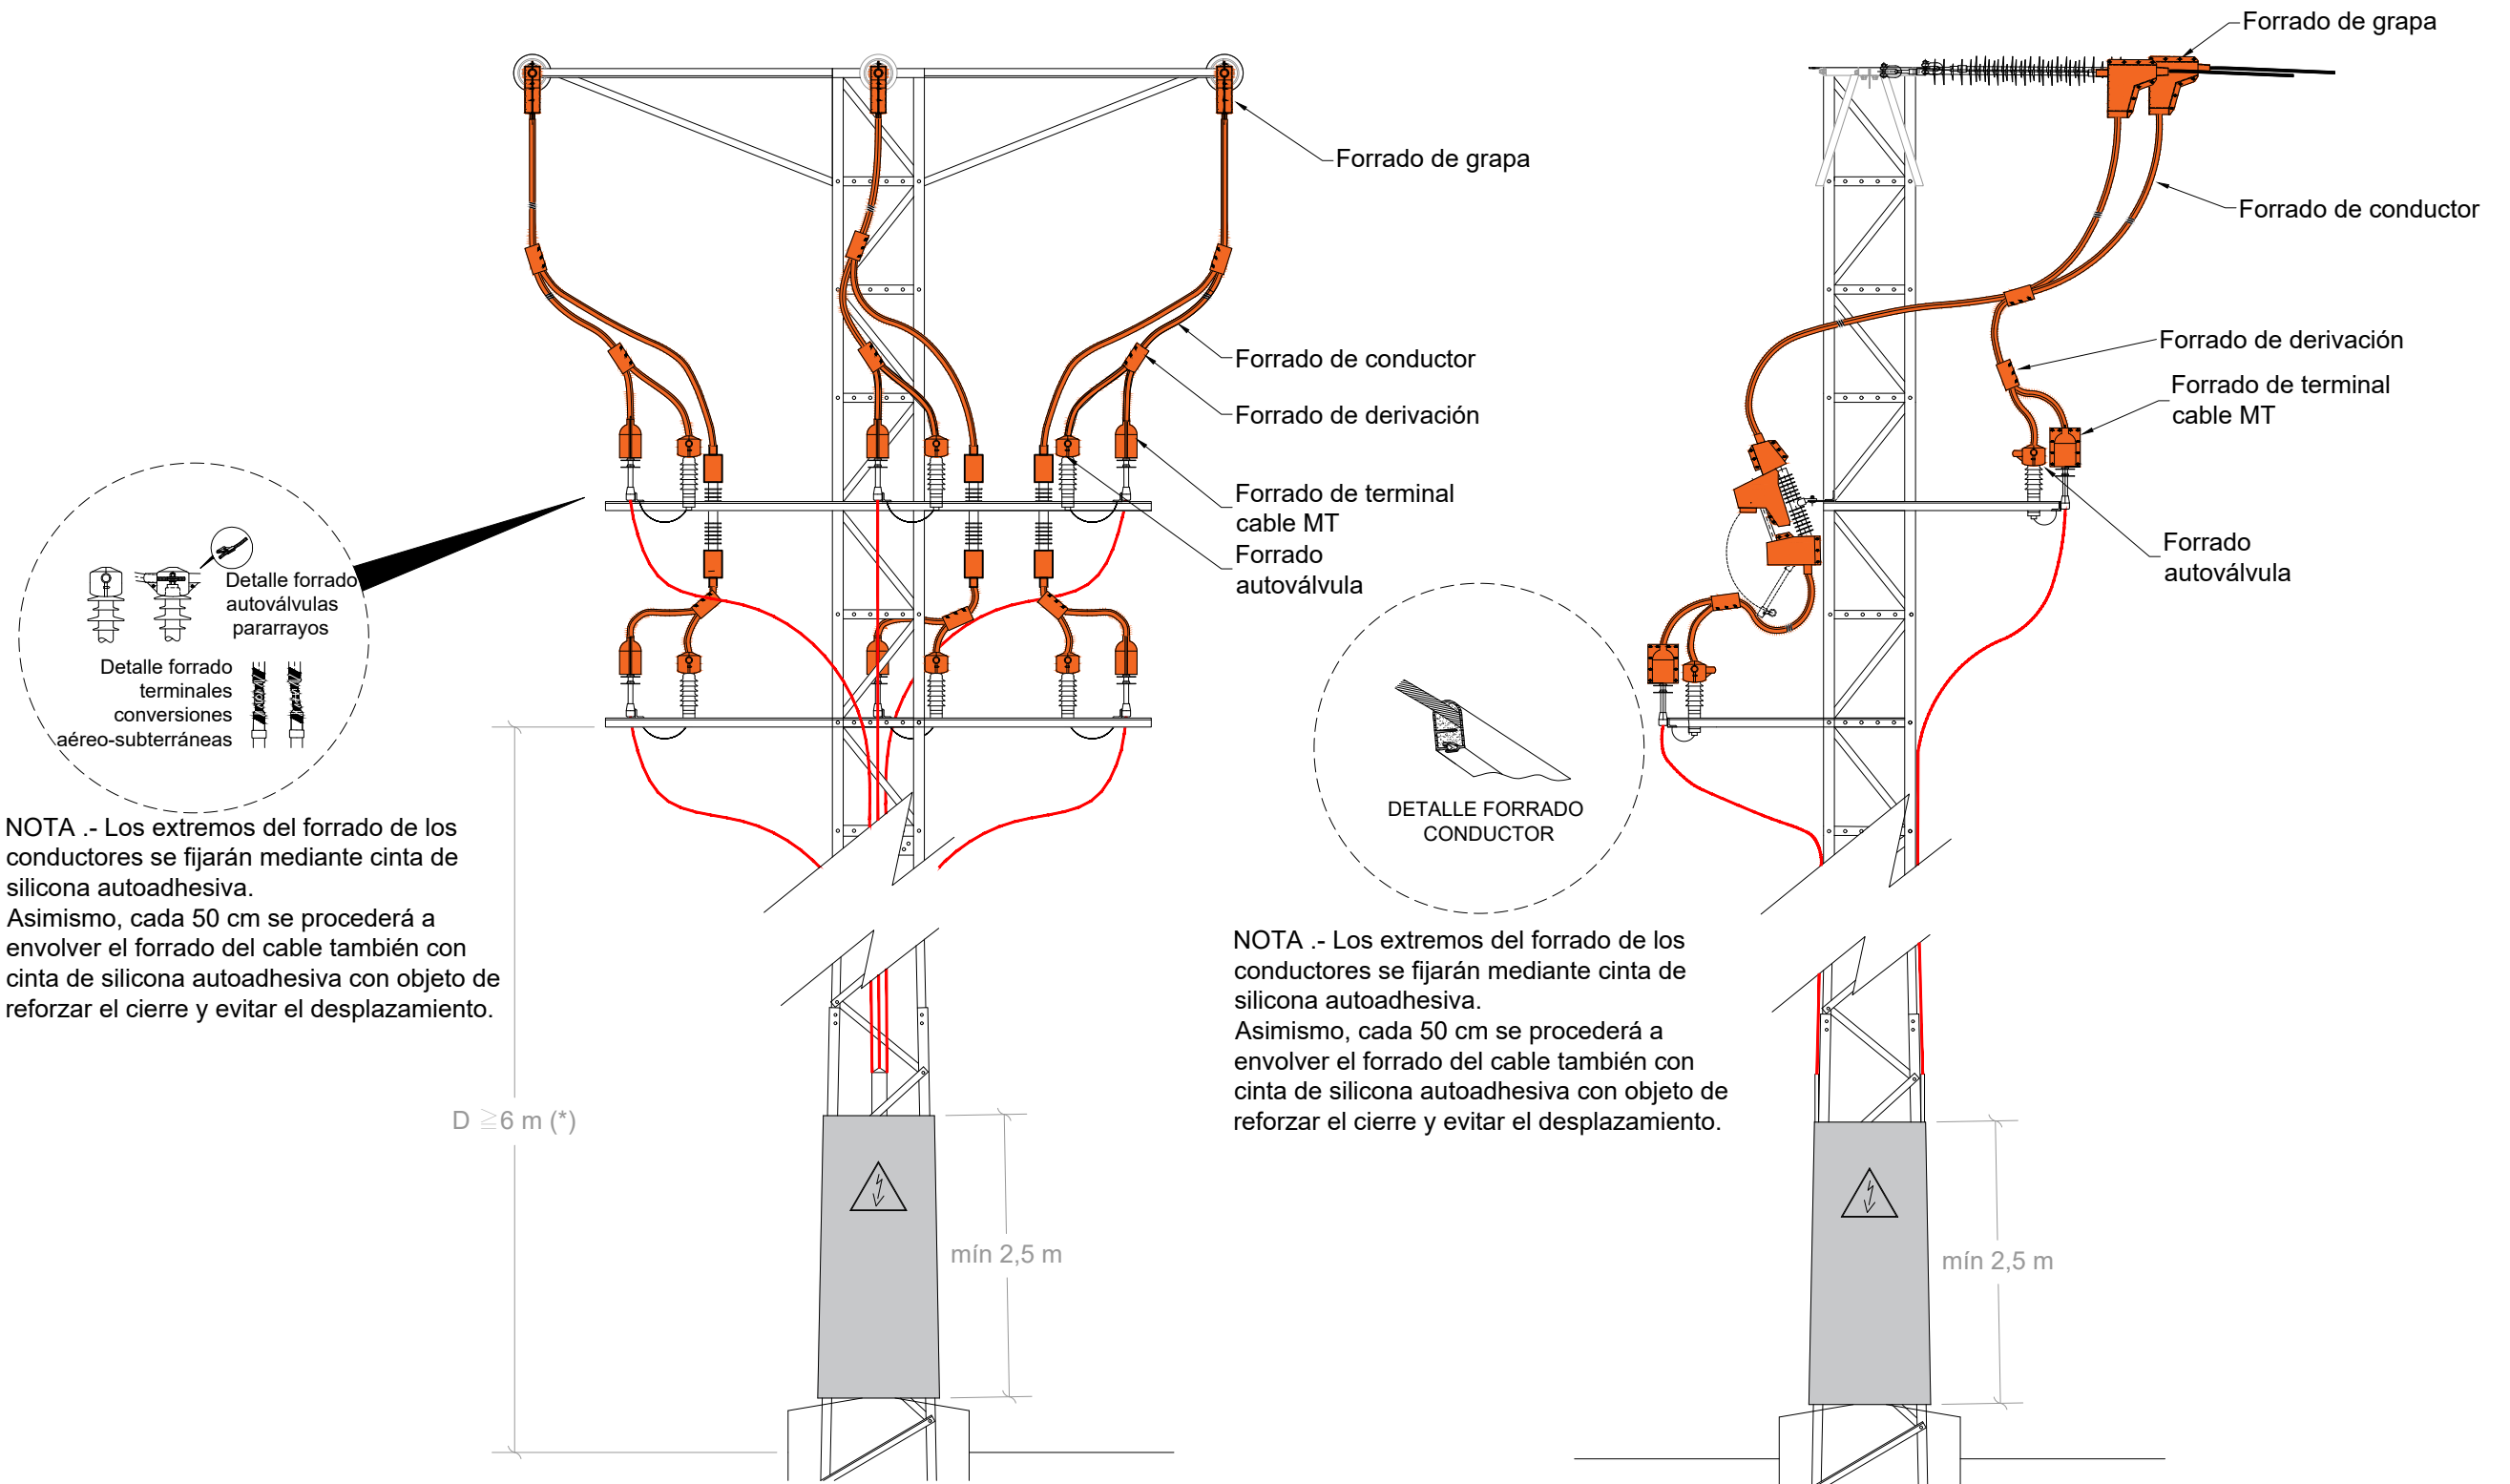 Forrado de grapa
Forrado de grapa
Forrado de conductor
Forrado de conductor
Forrado de derivación
Forrado de derivación
Forrado de terminal
cable MT
Forrado de terminal
cable MT
Forrado
autoválvula
Forrado
autoválvula
Detalle forrado
autoválvulas
pararrayos
Detalle forrado
terminales
conversiones
aéreo-subterráneas
DETALLE FORRADO
CONDUCTOR
NOTA .- Los extremos del forrado de los
conductores se fijarán mediante cinta de
silicona autoadhesiva.
Asimismo, cada 50 cm se procederá a
envolver el forrado del cable también con
cinta de silicona autoadhesiva con objeto de
reforzar el cierre y evitar el desplazamiento.
NOTA .- Los extremos del forrado de los
conductores se fijarán mediante cinta de
silicona autoadhesiva.
Asimismo, cada 50 cm se procederá a
envolver el forrado del cable también con
cinta de silicona autoadhesiva con objeto de
reforzar el cierre y evitar el desplazamiento.
D ≧6 m (*)
mín 2,5 m
mín 2,5 m